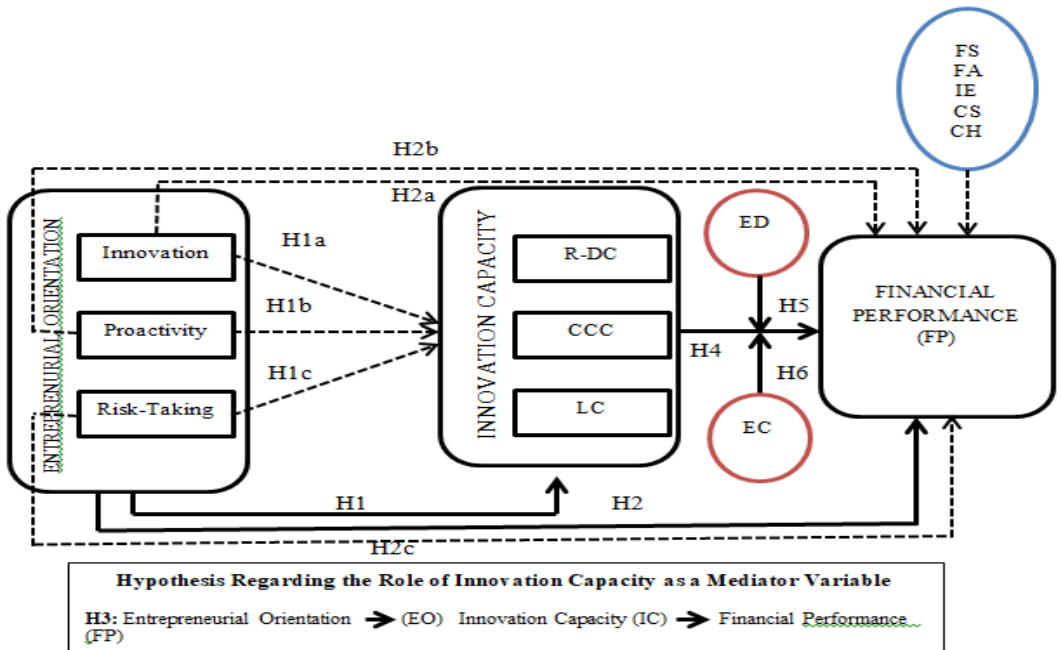 FS
FA
IE
CS
CH
H2b
H2a
ENTREPRENURIAL ORIENTATION
Innovation
Proactivity
Risk-Taking
H1a
H1b
H1c
INNOVATION CAPACITY
R-DC
CCC
LC
ED
H5
H4
H6
EC
FINANCIAL
PERFORMANCE
(FP)
H1
H2
H2c
Hypothesis Regarding the Role of Innovation Capacity as a Mediator Variable
H3: Entrepreneurial Orientation → (EO) Innovation Capacity (IC) → Financial Performance
(FP)